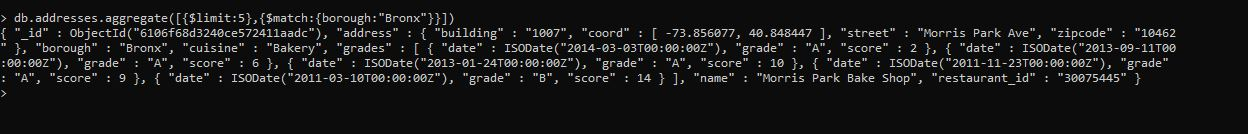 > db.addresses.aggregate([{$limit:5},{$match:{borough:"Bronx"}}])
{ "_id" : ObjectId("6106f68d3240ce572411aadc"), "address" : { "building" : "1007", "coord" : [ -73.856077, 40.848447 ], "street" : "Morris Park Ave", "zipcode" : "10462
" }, "borough" : "Bronx", "cuisine" : "Bakery", "grades" : [ { "date" : ISODate("2014-03-03T00:00:00Z"), "grade" : "A", "score" : 2 }, { "date" : ISODate("2013-09-11T00
:00:00Z"), "grade" : "A", "score" : 6 }, { "date" : ISODate("2013-01-24T00:00:00Z"), "grade" : "A", "score" : 10 }, { "date" : ISODate("2011-11-23T00:00:00Z"), "grade"
: "A", "score" : 9 }, { "date" : ISODate("2011-03-10T00:00:00Z"), "grade" : "B", "score" : 14 } ], "name" : "Morris Park Bake Shop", "restaurant_id" : "30075445" }
>